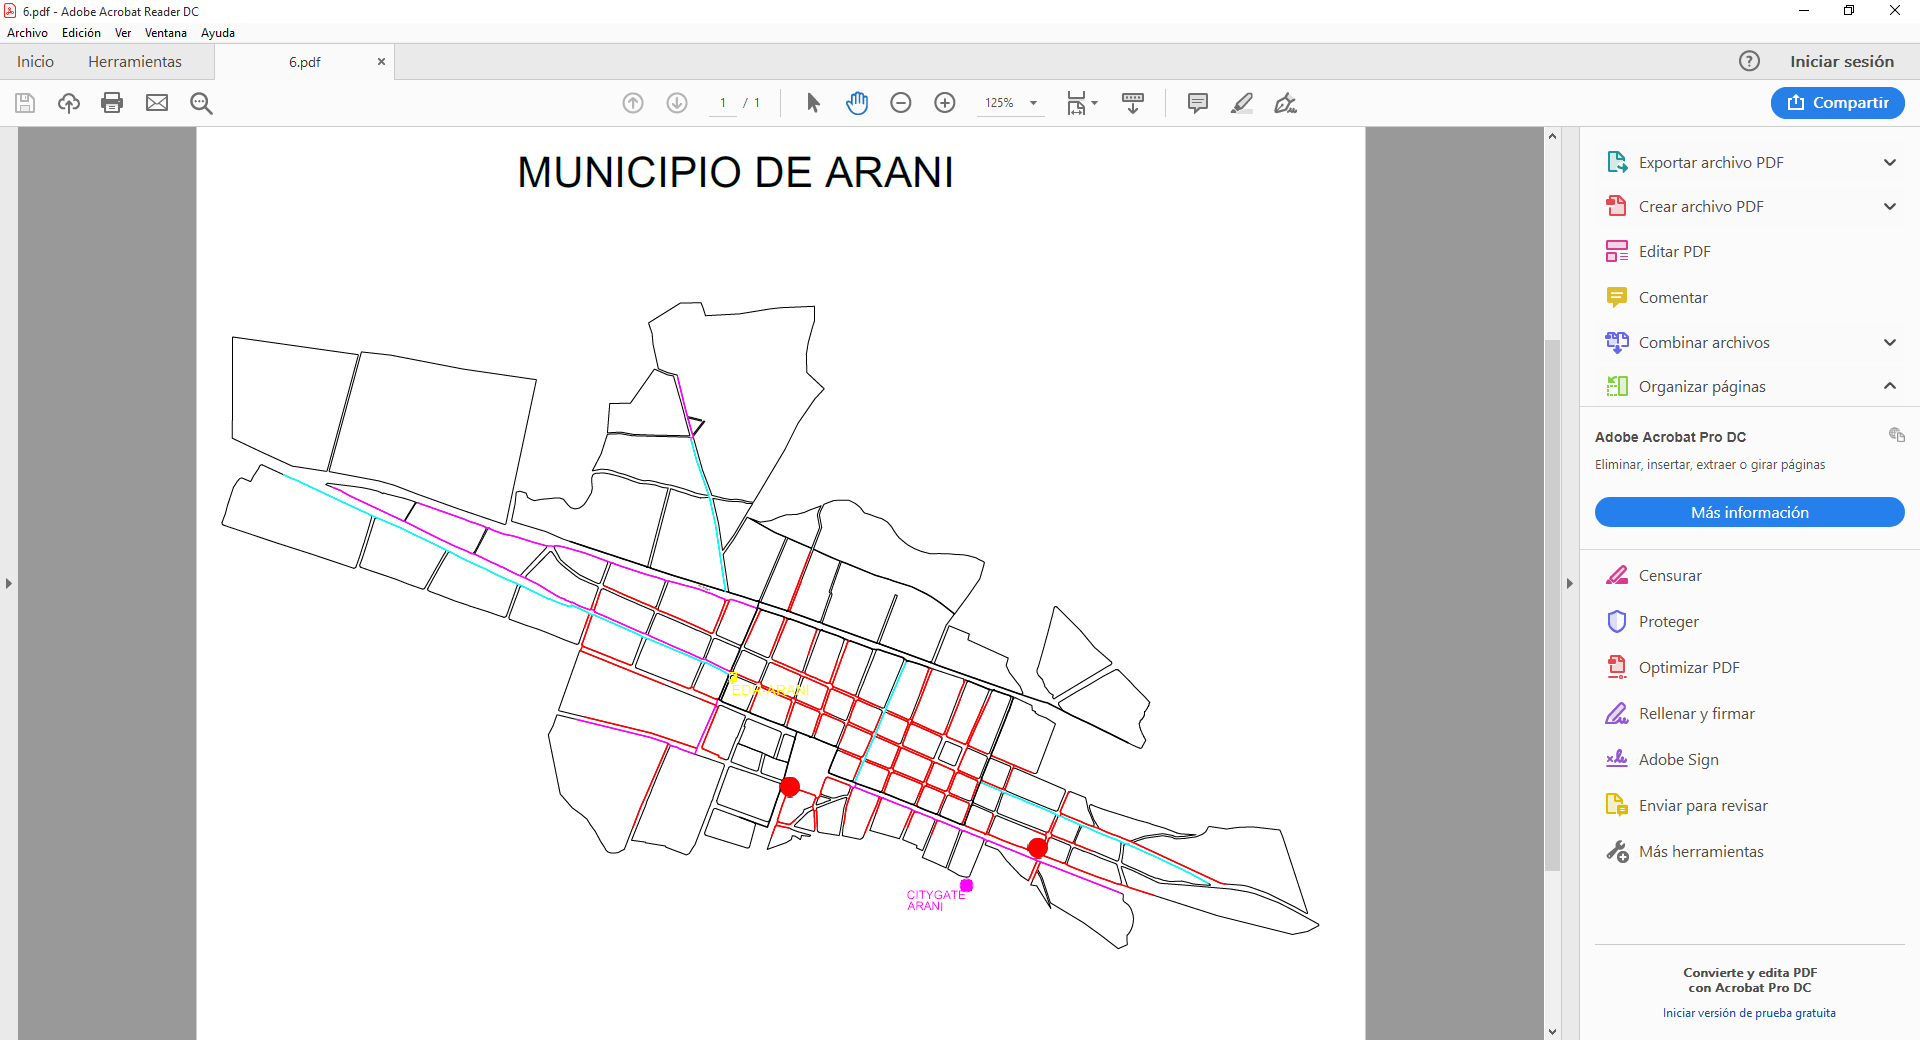 6.pdf - Adobe Acrobat Reader DC
Archivo Edición Ver Ventana Ayuda
Inicio Herramientas 6.pdf × ? Iniciar sesión
1 / 1 125% Compartir
MUNICIPIO DE ARANI
EDR ARANI
CITYGATE
ARANI
Exportar archivo PDF
Crear archivo PDF
Editar PDF
Comentar
Combinar archivos
Organizar páginas
Adobe Acrobat Pro DC
Eliminar, insertar, extraer o girar páginas
Más información
Censurar
Proteger
Optimizar PDF
Rellenar y firmar
Adobe Sign
Enviar para revisar
Más herramientas
Convierte y edita PDF
con Acrobat Pro DC
Iniciar versión de prueba gratuita